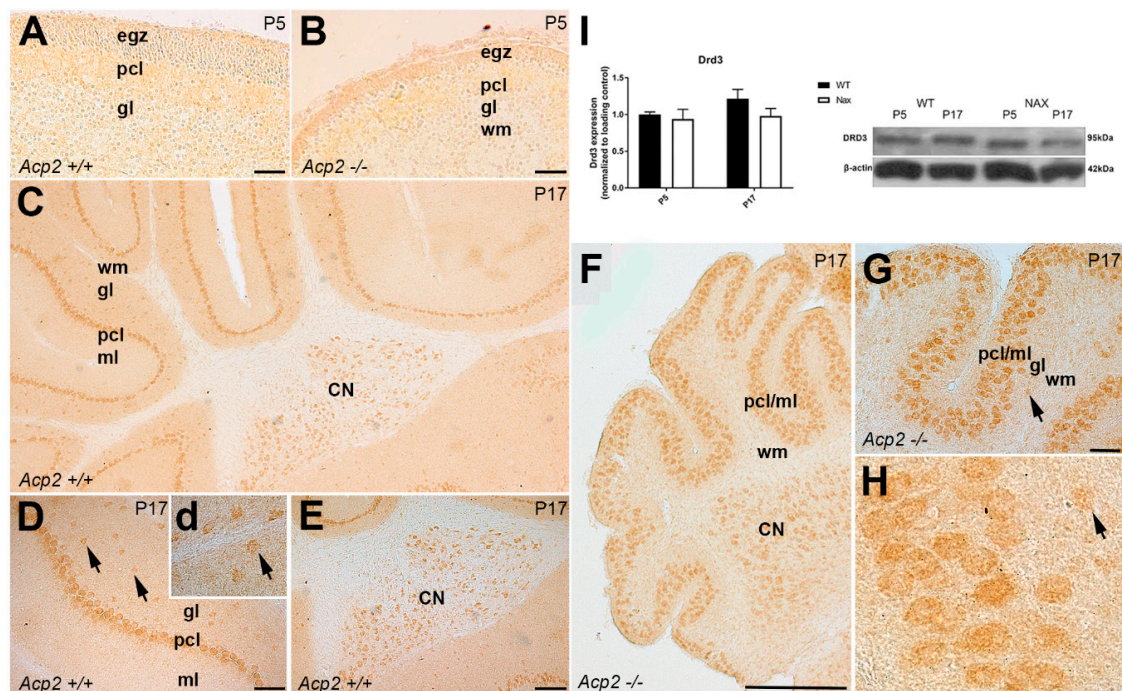 A
P5
egz
pcl
gl
Acp2 +/+
B
P5
egz
pcl
gl
wm
Acp2 -/-
C
P17
wm
gl
pcl
ml
CN
Acp2 +/+
D
P17
gl
pcl
ml
Acp2 +/+
d
E
CN
Acp2 +/+
I
Drd3
Drd3 expression
(normalized to loading control)
1.5
1.0
0.5
0.0
P5
P17
WT
Nax
WT
NAX
P5
P17
P5
P17
DRD3
95kDa
β-actin
42kDa
F
P17
pcl/ml
wm
CN
Acp2 -/-
G
P17
pcl/ml
gl
wm
Acp2 -/-
H